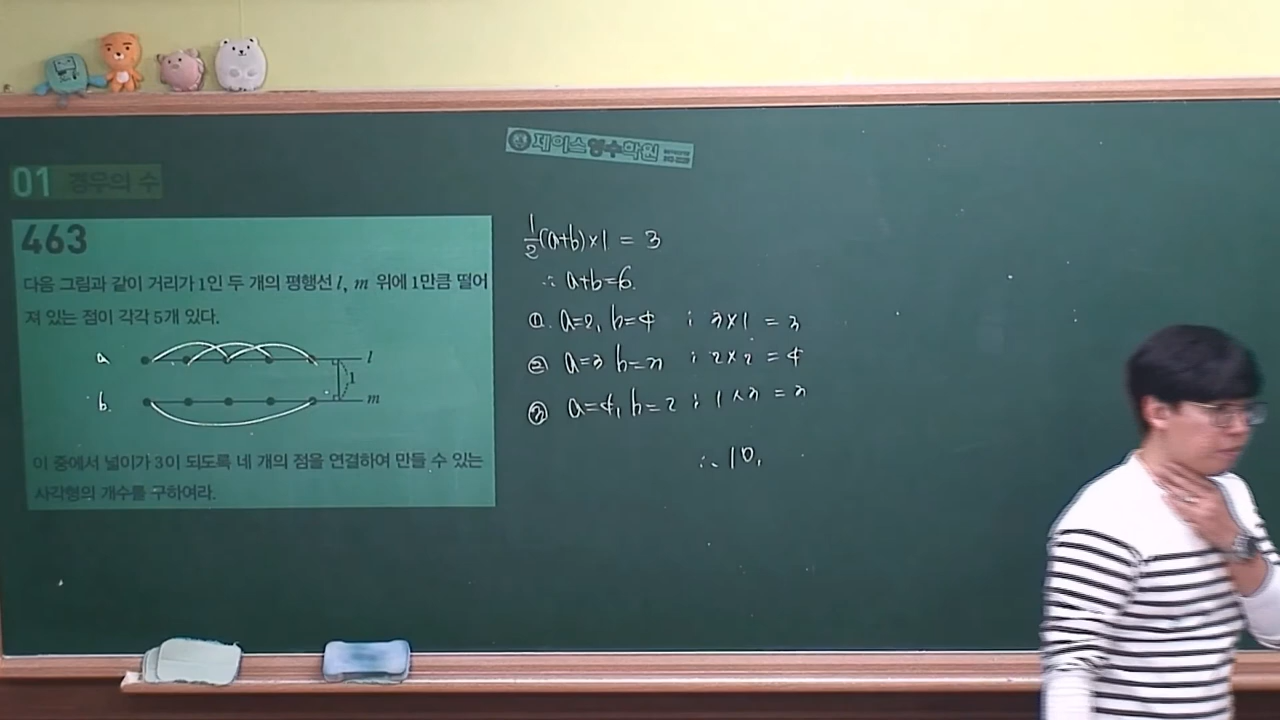 제이스영수학원
01 경우의 수
463
다음 그림과 같이 거리가 1인 두 개의 평행선 l, m 위에 1만큼 떨어
져 있는 점이 각각 5개 있다.
a l
1
b. m
이 중에서 넓이가 3이 되도록 네 개의 점을 연결하여 만들 수 있는
사각형의 개수를 구하여라.
1/2(a+b)×1 = 3
∴ a+b=6.
①. a=2, b=4 ; 3×1 = 3
② a=3 b=3 ; 2×2 = 4
③ a=4, b=2 ; 1×3 = 3
∴ 10.